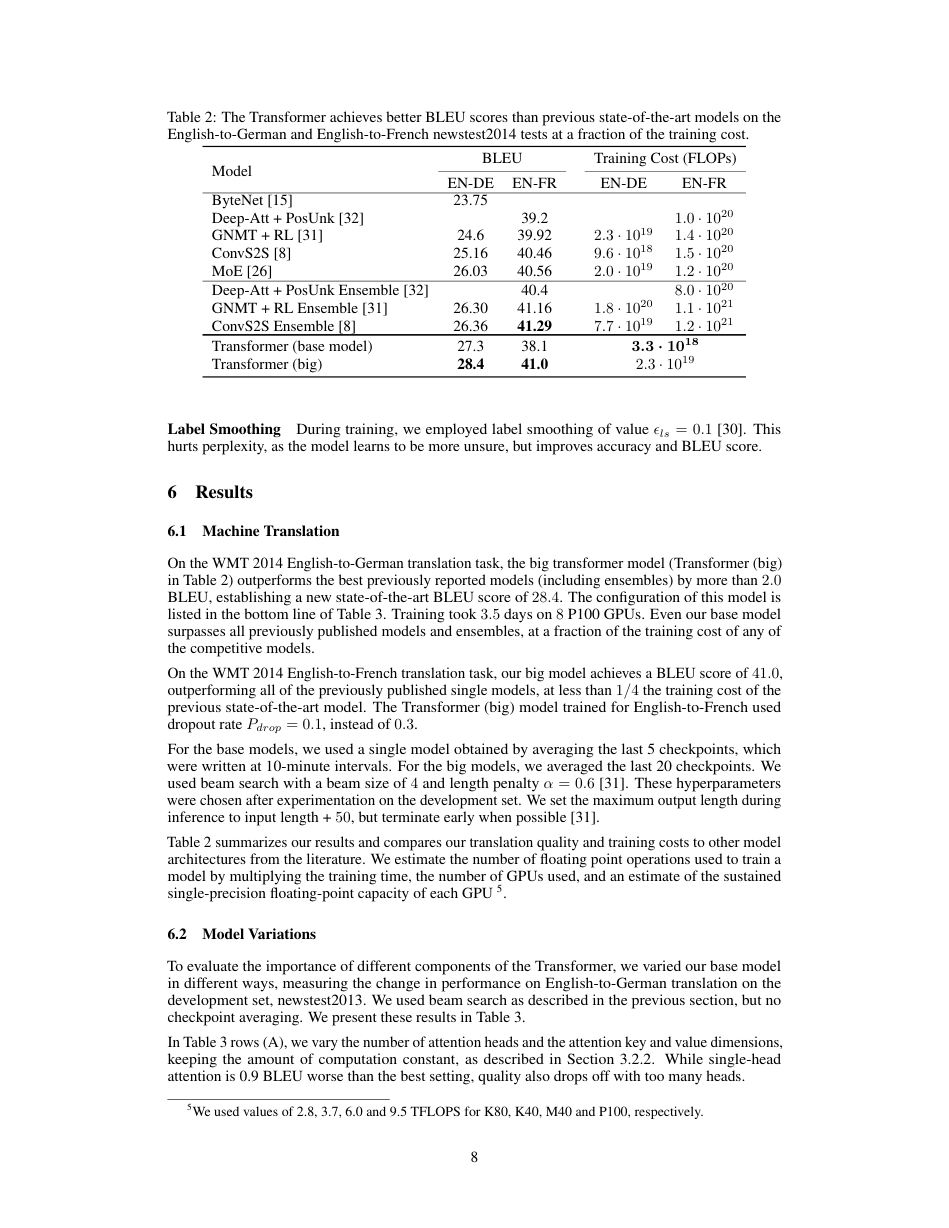 Table 2: The Transformer achieves better BLEU scores than previous state-of-the-art models on the
English-to-German and English-to-French newstest2014 tests at a fraction of the training cost.
Model BLEU Training Cost (FLOPs)
EN-DE EN-FR EN-DE EN-FR
ByteNet [15] 23.75
Deep-Att + PosUnk [32] 39.2 1.0 · 10²⁰
GNMT + RL [31] 24.6 39.92 2.3 · 10¹⁹ 1.4 · 10²⁰
ConvS2S [8] 25.16 40.46 9.6 · 10¹⁸ 1.5 · 10²⁰
MoE [26] 26.03 40.56 2.0 · 10¹⁹ 1.2 · 10²⁰
Deep-Att + PosUnk Ensemble [32] 40.4 8.0 · 10²⁰
GNMT + RL Ensemble [31] 26.30 41.16 1.8 · 10²⁰ 1.1 · 10²¹
ConvS2S Ensemble [8] 26.36 41.29 7.7 · 10¹⁹ 1.2 · 10²¹
Transformer (base model) 27.3 38.1 3.3 · 10¹⁸
Transformer (big) 28.4 41.0 2.3 · 10¹⁹
Label Smoothing During training, we employed label smoothing of value ϵls = 0.1 [30]. This
hurts perplexity, as the model learns to be more unsure, but improves accuracy and BLEU score.
6 Results
6.1 Machine Translation
On the WMT 2014 English-to-German translation task, the big transformer model (Transformer (big)
in Table 2) outperforms the best previously reported models (including ensembles) by more than 2.0
BLEU, establishing a new state-of-the-art BLEU score of 28.4. The configuration of this model is
listed in the bottom line of Table 3. Training took 3.5 days on 8 P100 GPUs. Even our base model
surpasses all previously published models and ensembles, at a fraction of the training cost of any of
the competitive models.
On the WMT 2014 English-to-French translation task, our big model achieves a BLEU score of 41.0,
outperforming all of the previously published single models, at less than 1/4 the training cost of the
previous state-of-the-art model. The Transformer (big) model trained for English-to-French used
dropout rate Pdrop = 0.1, instead of 0.3.
For the base models, we used a single model obtained by averaging the last 5 checkpoints, which
were written at 10-minute intervals. For the big models, we averaged the last 20 checkpoints. We
used beam search with a beam size of 4 and length penalty α = 0.6 [31]. These hyperparameters
were chosen after experimentation on the development set. We set the maximum output length during
inference to input length + 50, but terminate early when possible [31].
Table 2 summarizes our results and compares our translation quality and training costs to other model
architectures from the literature. We estimate the number of floating point operations used to train a
model by multiplying the training time, the number of GPUs used, and an estimate of the sustained
single-precision floating-point capacity of each GPU ⁵.
6.2 Model Variations
To evaluate the importance of different components of the Transformer, we varied our base model
in different ways, measuring the change in performance on English-to-German translation on the
development set, newstest2013. We used beam search as described in the previous section, but no
checkpoint averaging. We present these results in Table 3.
In Table 3 rows (A), we vary the number of attention heads and the attention key and value dimensions,
keeping the amount of computation constant, as described in Section 3.2.2. While single-head
attention is 0.9 BLEU worse than the best setting, quality also drops off with too many heads.
⁵We used values of 2.8, 3.7, 6.0 and 9.5 TFLOPS for K80, K40, M40 and P100, respectively.
8